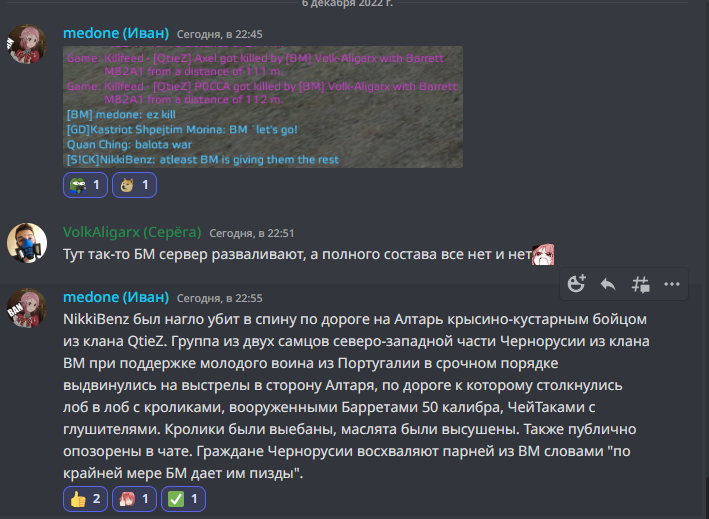 6 декабря 2022 г.
medone (Иван) Сегодня, в 22:45
Game: Killfeed - [QtieZ] Axel got killed by [BM] Volk-Aligarx with Barrett
M82A1 from a distance of 111 m.
Game: Killfeed - [QtieZ] PUCCA got killed by [BM] Volk-Aligarx with Barrett
M82A1 from a distance of 112 m.
[BM] medone: ez kill
[GD]Kastriot Shpejtim Morina: BM ¨let's go!
Quan Ching: balota war
[S!CK]NikkiBenz: atleast BM is giving them the rest
1 1
VolkAligarx (Серёга) Сегодня, в 22:51
Тут так-то БМ сервер разваливают, а полного состава все нет и нет
BAN
medone (Иван) Сегодня, в 22:55
NikkiBenz был нагло убит в спину по дороге на Алтарь крысино-кустарным бойцом
из клана QtieZ. Группа из двух самцов северо-западной части Чернорусии из клана
BM при поддержке молодого воина из Португалии в срочном порядке
выдвинулись на выстрелы в сторону Алтаря, по дороге к которому столкнулись
лоб в лоб с кроликами, вооруженными Барретами 50 калибра, ЧейТаками с
глушителями. Кролики были выебаны, маслята были высушены. Также публично
опозорены в чате. Граждане Чернорусии восхваляют парней из BM словами "по
крайней мере БМ дает им пизды".
2 1 1